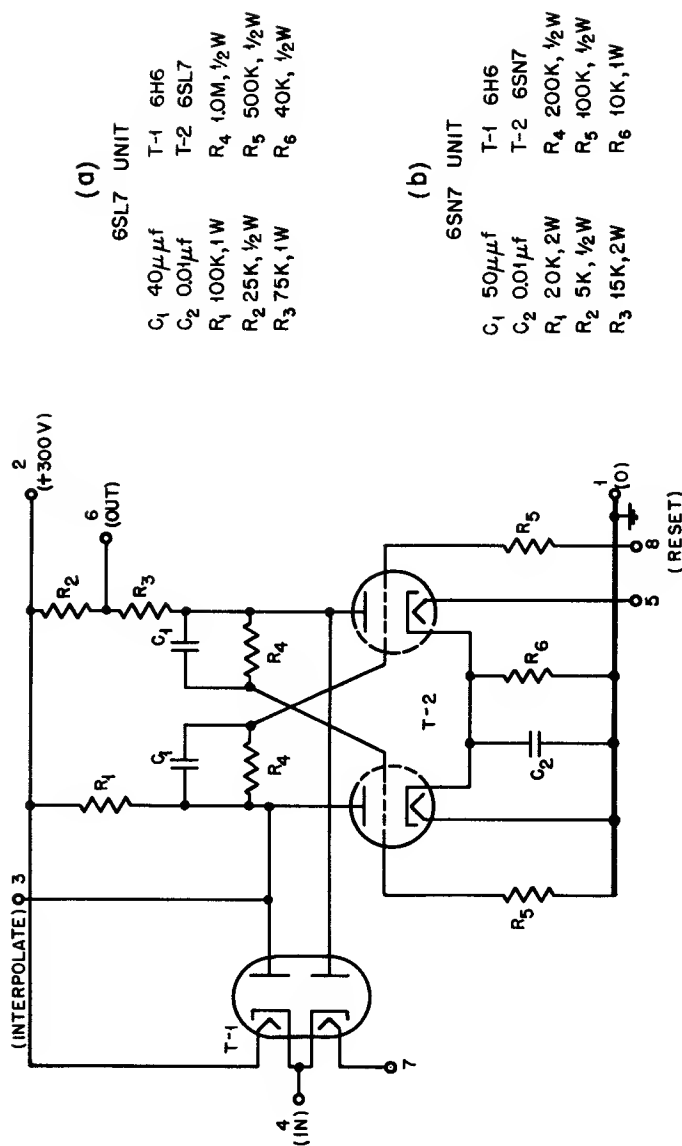 (INTERPOLATE) 3
2
(+300V)
R2
6
(OUT)
R1
R3
C1
C1
R4
R4
T-1
4
(IN)
7
T-2
R5
R5
C2
R6
1
(O)
5
8
(RESET)
(a)
6SL7 UNIT
C1 40μμf T-1 6H6
C2 0.01μf T-2 6SL7
R1 100K, 1W R4 1.0M, 1/2W
R2 25K, 1/2W R5 500K, 1/2W
R3 75K, 1W R6 40K, 1/2W
(b)
6SN7 UNIT
C1 50μμf T-1 6H6
C2 0.01μf T-2 6SN7
R1 20K, 2W R4 200K, 1/2W
R2 5K, 1/2W R5 100K, 1/2W
R3 15K, 2W R6 10K, 1W